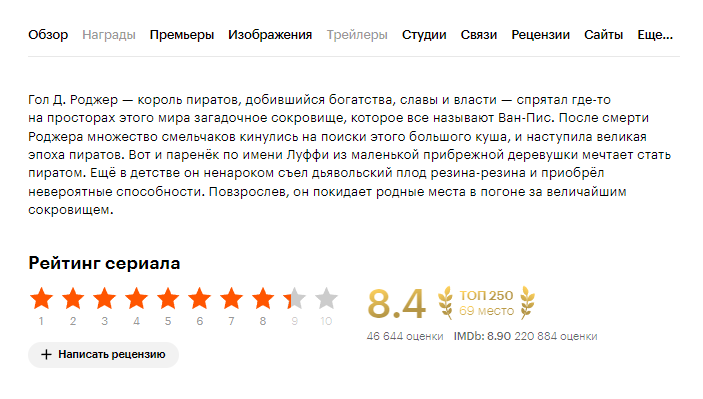 Обзор Награды Премьеры Изображения Трейлеры Студии Связи Рецензии Сайты Еще...
Гол Д. Роджер — король пиратов, добившийся богатства, славы и власти — спрятал где-то
на просторах этого мира загадочное сокровище, которое все называют Ван-Пис. После смерти
Роджера множество смельчаков кинулись на поиски этого большого куша, и наступила великая
эпоха пиратов. Вот и паренёк по имени Луффи из маленькой прибрежной деревушки мечтает стать
пиратом. Ещё в детстве он ненароком съел дьявольский плод резина-резина и приобрёл
невероятные способности. Повзрослев, он покидает родные места в погоне за величайшим
сокровищем.
Рейтинг сериала
1 2 3 4 5 6 7 8 9 10
8.4
ТОП 250
69 место
46 644 оценки IMDb: 8.90 220 884 оценки
+ Написать рецензию